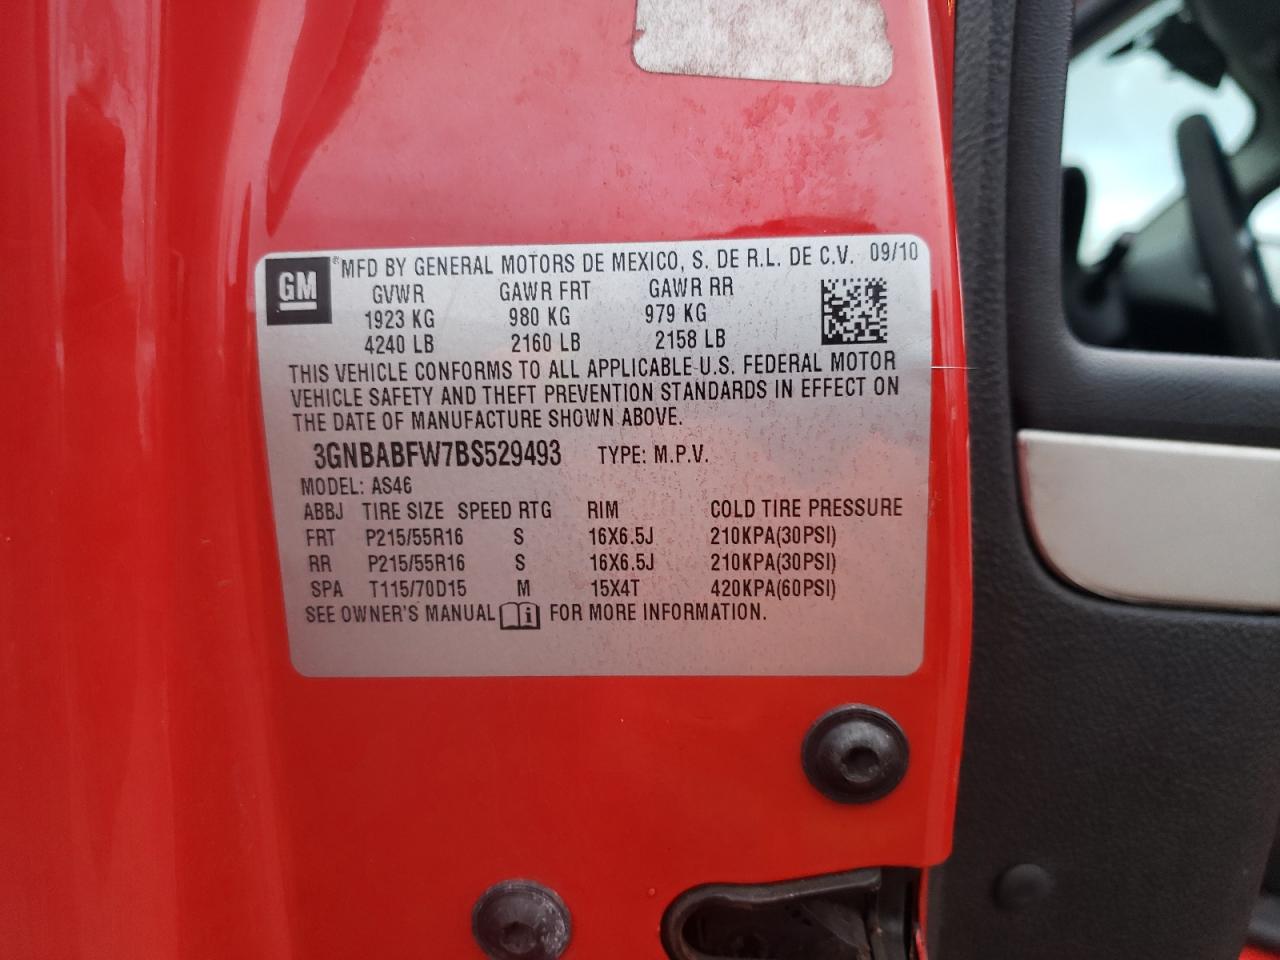 GM ® MFD BY GENERAL MOTORS DE MEXICO, S. DE R.L. DE C.V. 09/10
GVWR GAWR FRT GAWR RR
1923 KG 980 KG 979 KG
4240 LB 2160 LB 2158 LB
THIS VEHICLE CONFORMS TO ALL APPLICABLE U.S. FEDERAL MOTOR
VEHICLE SAFETY AND THEFT PREVENTION STANDARDS IN EFFECT ON
THE DATE OF MANUFACTURE SHOWN ABOVE.
3GNBABFW7BS529493 TYPE: M.P.V.
MODEL: AS46
ABBJ TIRE SIZE SPEED RTG RIM COLD TIRE PRESSURE
FRT P215/55R16 S 16X6.5J 210KPA(30PSI)
RR P215/55R16 S 16X6.5J 210KPA(30PSI)
SPA T115/70D15 M 15X4T 420KPA(60PSI)
SEE OWNER'S MANUAL i FOR MORE INFORMATION.